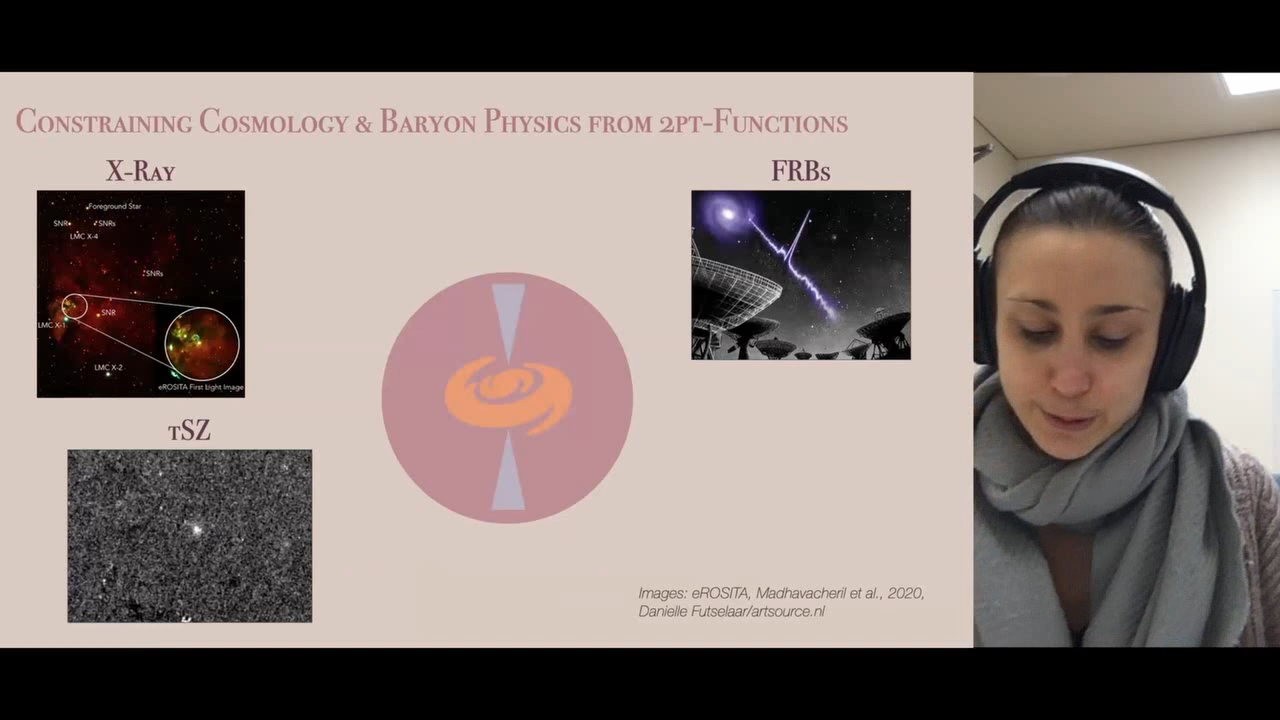 Constraining Cosmology & Baryon Physics from 2pt-Functions
X-Ray
FRBs
Foreground Star
SNR
SNRs
LMC X-4
SNRs
SNR
LMC X-1
LMC X-2
eROSITA First Light Image
tSZ
Images: eROSITA, Madhavacheril et al., 2020,
Danielle Futselaar/artsource.nl